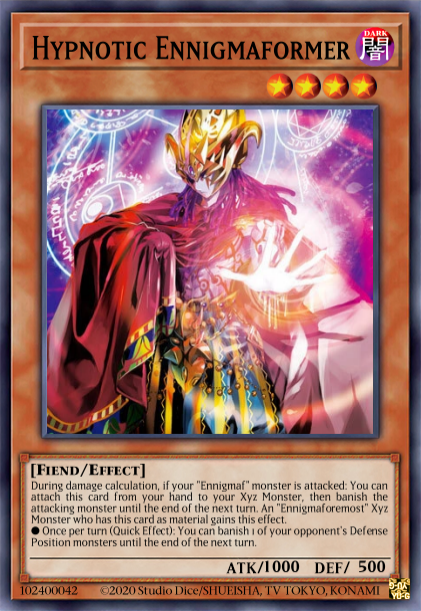 HYPNOTIC ENNIGMAFORMER
DARK
闇
[FIEND/EFFECT]
During damage calculation, if your "Ennigmaf" monster is attacked: You can
attach this card from your hand to your Xyz Monster, then banish the
attacking monster until the end of the next turn. An "Ennigmaforemost" Xyz
Monster who has this card as material gains this effect.
● Once per turn (Quick Effect): You can banish 1 of your opponent's Defense
Position monsters until the end of the next turn.
ATK/1000 DEF/ 500
102400042 ©2020 Studio Dice/SHUEISHA, TV TOKYO, KONAMI